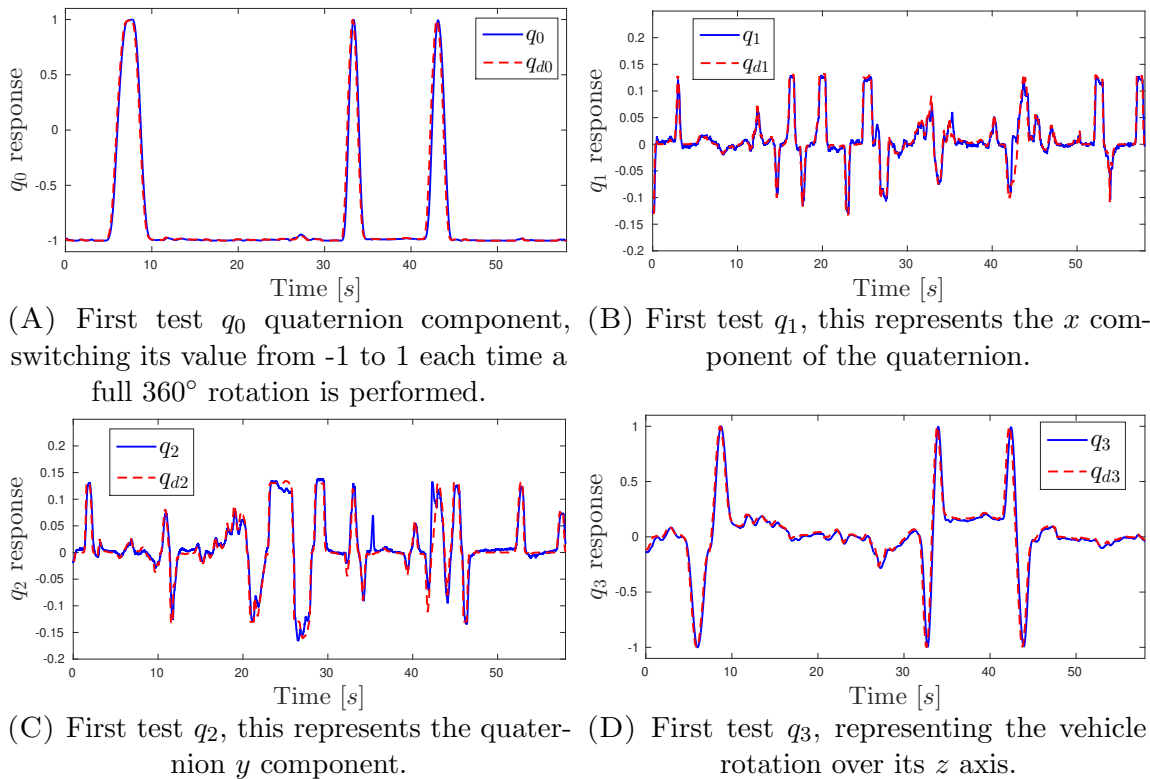 1
0.5
0
-0.5
-1
q0 response
q0
qd0
0 10 20 30 40 50
Time [s]
(A) First test q0 quaternion component,
switching its value from -1 to 1 each time a
full 360° rotation is performed.
0.2
0.15
0.1
0.05
0
-0.05
-0.1
-0.15
-0.2
q1 response
q1
qd1
0 10 20 30 40 50
Time [s]
(B) First test q1, this represents the x com-
ponent of the quaternion.
0.2
0.15
0.1
0.05
0
-0.05
-0.1
-0.15
-0.2
q2 response
q2
qd2
0 10 20 30 40 50
Time [s]
(C) First test q2, this represents the quater-
nion y component.
1
0.5
0
-0.5
-1
q3 response
q3
qd3
0 10 20 30 40 50
Time [s]
(D) First test q3, representing the vehicle
rotation over its z axis.